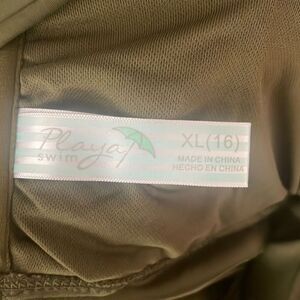 Playa
SWIM
XL(16)
MADE IN CHINA
HECHO EN CHINA